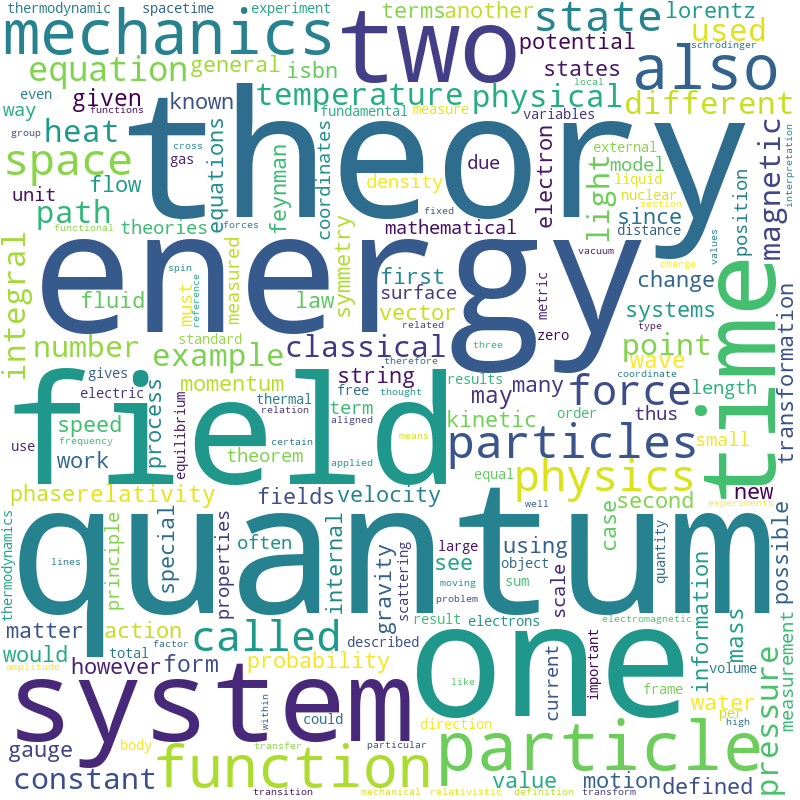 thermodynamic spacetime experiment terms another state lorentz
mechanics two potential also used
schrodinger
equation general isbn states
local
even temperature physical different
way given known fundamental measure variables
group functions
heat theory
cross external interpretation
space gas equations feynman coordinates due electron light model magnetic
unit flow density liquid nuclear
path theories mathematical since position
functional forces fixed section distance
energy
integral spin reference measured symmetry first vacuum metric charge values change
fluid must law surface systems
vector related time transformation
number standard classical zero type point
example therefore three wave
gives process momentum string results coordinate
electric thermal free thought may many force length
speed relation term aligned kinetic order thus
use frequency equilibrium certain means particles small
work theorem applied equal physics
field
phase relativity fields velocity well second new experiments
quantum
thermodynamics principle special properties often lines internal gravity scattering large see moving using object scale case quantity possible
problem sum information
matter action result electrons electromagnetic mass measurement
would called described important
however form total factor probability current frame volume
amplitude one pressure
system within like water per
could direction high
gauge body function particle
constant transfer particular value motion defined
transition mechanical relativistic definition transform